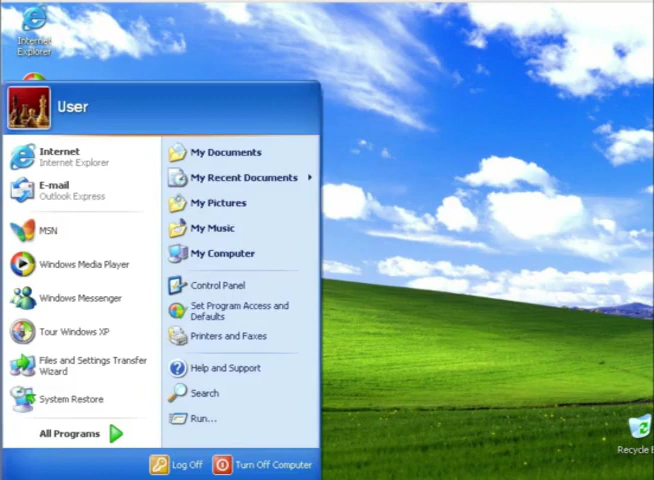 Internet
Explorer
User
Internet
Internet Explorer
E-mail
Outlook Express
MSN
Windows Media Player
Windows Messenger
Tour Windows XP
Files and Settings Transfer
Wizard
System Restore
All Programs
My Documents
My Recent Documents
My Pictures
My Music
My Computer
Control Panel
Set Program Access and
Defaults
Printers and Faxes
Help and Support
Search
Run...
Log Off
Turn Off Computer
Recycle